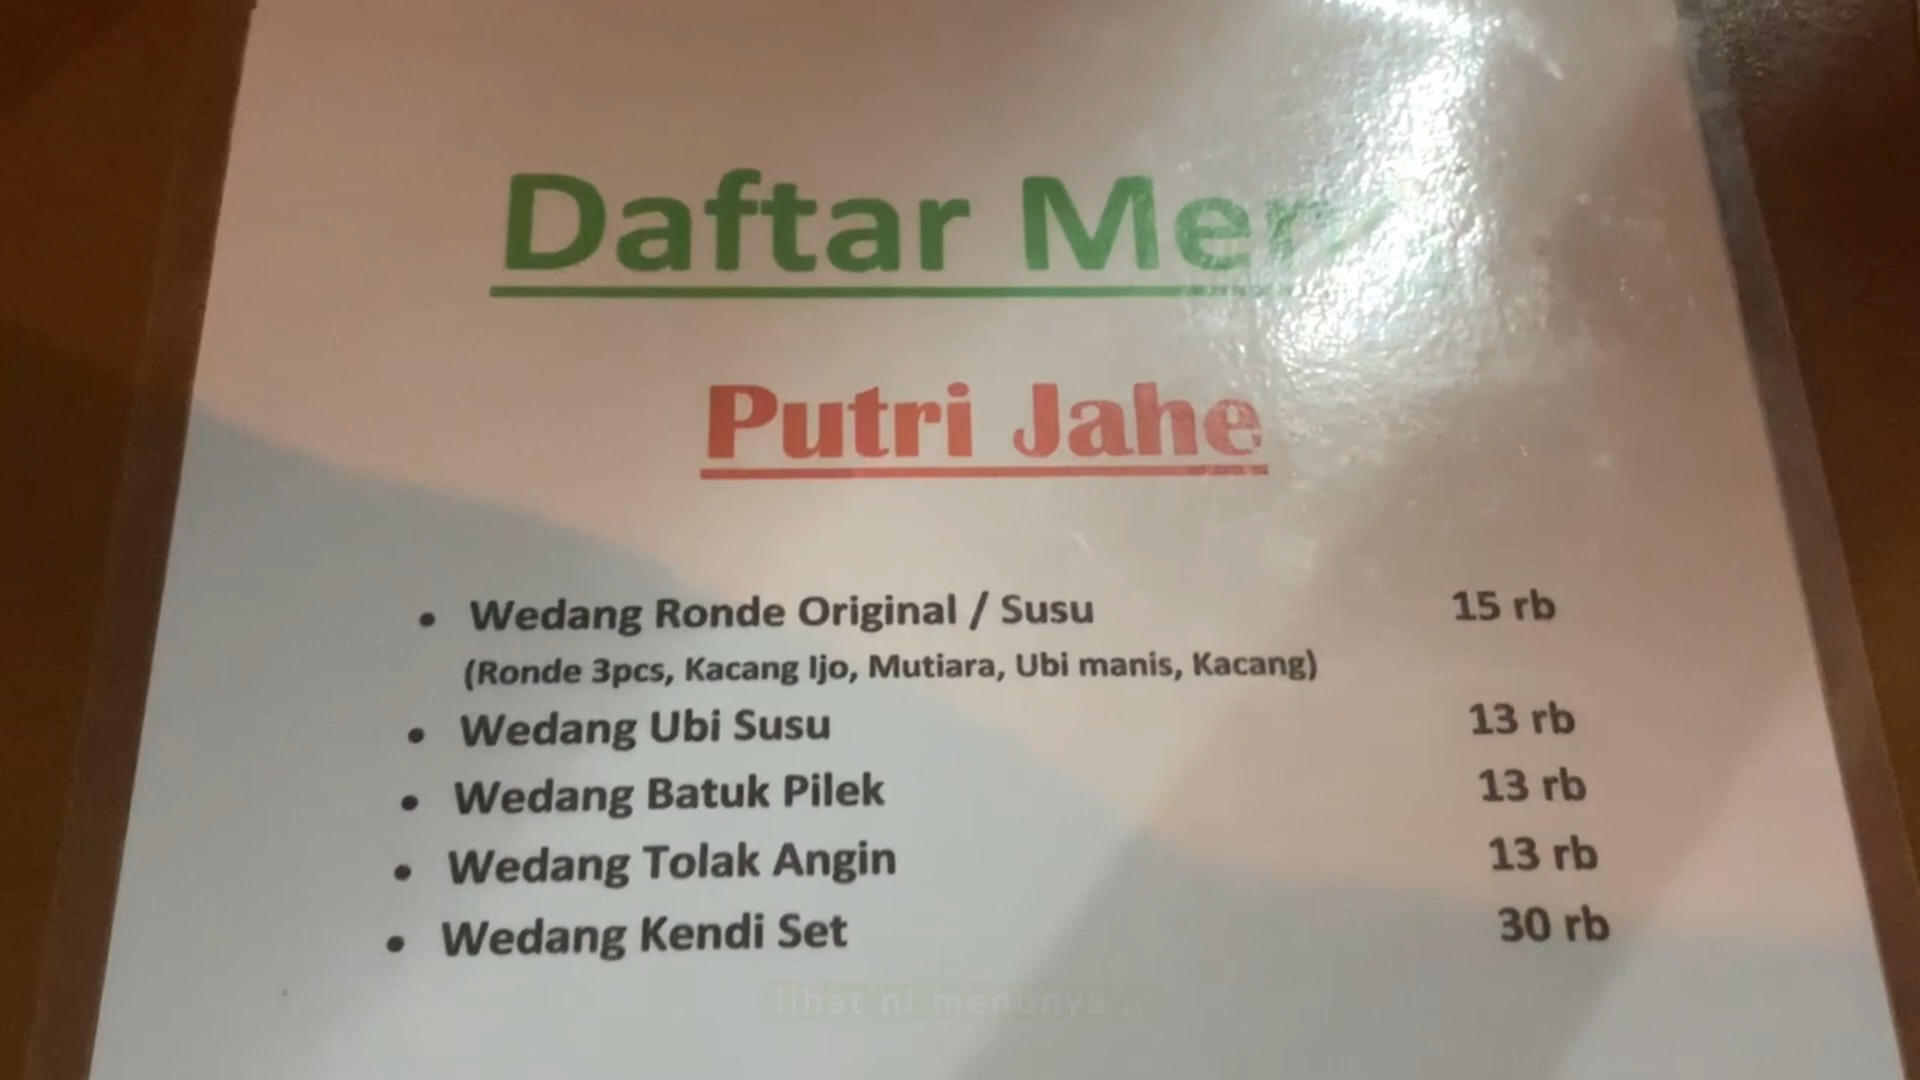 Daftar
Putri Jahe
• Wedang Ronde Original / Susu 15 rb
(Ronde 3pcs, Kacang Ijo, Mutiara, Ubi manis, Kacang)
• Wedang Ubi Susu 13 rb
• Wedang Batuk Pilek 13 rb
• Wedang Tolak Angin 13 rb
• Wedang Kendi Set 30 rb
lihat ni menunya ..